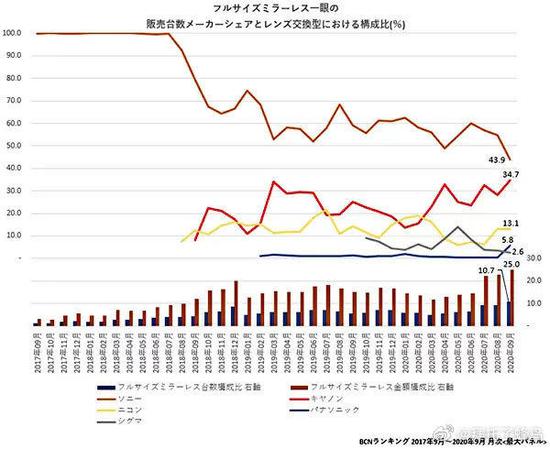 フルサイズミラーレス一眼の
販売台数メーカーシェアとレンズ交換型における構成比(%)
100.0
90.0
80.0
70.0
60.0
50.0
40.0
30.0
20.0
10.0
-
43.9
34.7
13.1
5.8
2.6
10.7
25.0
30.0
20.0
10.0
-
2017年09月
2017年10月
2017年11月
2017年12月
2018年01月
2018年02月
2018年03月
2018年04月
2018年05月
2018年06月
2018年07月
2018年08月
2018年09月
2018年10月
2018年11月
2018年12月
2019年01月
2019年02月
2019年03月
2019年04月
2019年05月
2019年06月
2019年07月
2019年08月
2019年09月
2019年10月
2019年11月
2019年12月
2020年01月
2020年02月
2020年03月
2020年04月
2020年05月
2020年06月
2020年07月
2020年08月
2020年09月
フルサイズミラーレス台数構成比 右軸
フルサイズミラーレス金額構成比 右軸
ソニー
キヤノン
ニコン
パナソニック
シグマ
BCNランキング 2017年9月~2020年9月 月次<最大パネル>